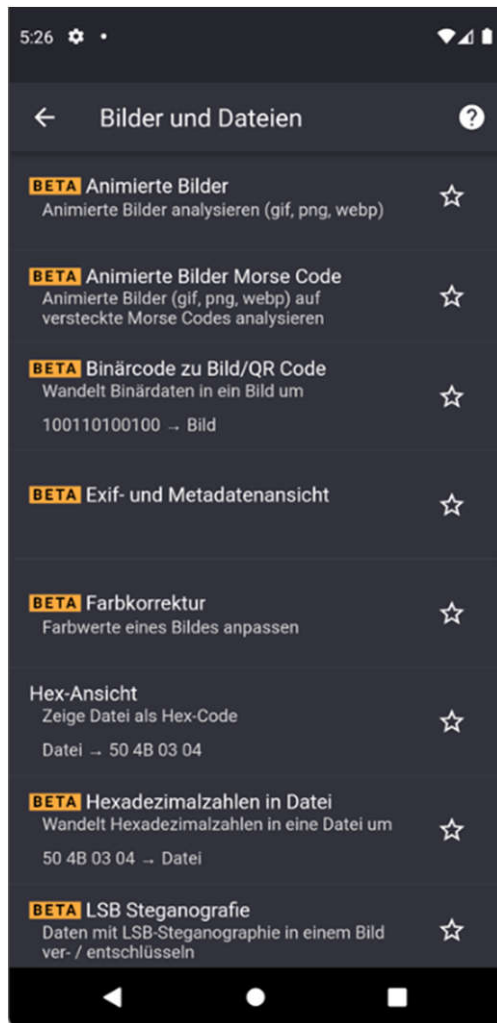 5:26
Bilder und Dateien
BETA Animierte Bilder
Animierte Bilder analysieren (gif, png, webp)
BETA Animierte Bilder Morse Code
Animierte Bilder (gif, png, webp) auf
versteckte Morse Codes analysieren
BETA Binärcode zu Bild/QR Code
Wandelt Binärdaten in ein Bild um
100110100100 → Bild
BETA Exif- und Metadatenansicht
BETA Farbkorrektur
Farbwerte eines Bildes anpassen
Hex-Ansicht
Zeige Datei als Hex-Code
Datei → 50 4B 03 04
BETA Hexadezimalzahlen in Datei
Wandelt Hexadezimalzahlen in eine Datei um
50 4B 03 04 → Datei
BETA LSB Steganografie
Daten mit LSB-Steganographie in einem Bild
ver- / entschlüsseln